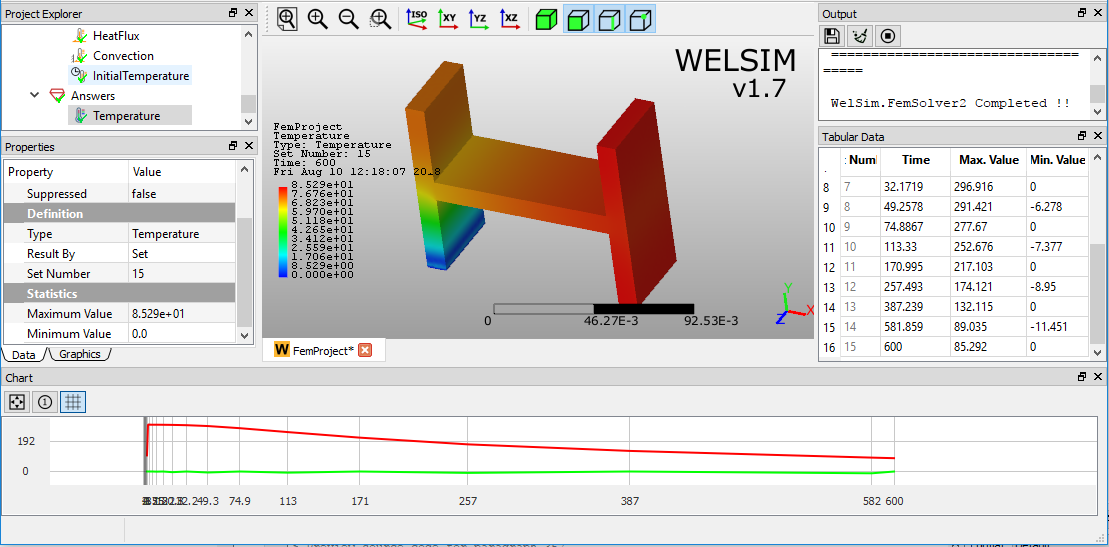 Project Explorer
HeatFlux
Convection
InitialTemperature
Answers
Temperature
Properties
Property Value
Suppressed false
Definition
Type Temperature
Result By Set
Set Number 15
Statistics
Maximum Value 8.529e+01
Minimum Value 0.0
Data Graphics
ISO XY YZ XZ
WELSIM
v1.7
FemProject
Temperature
Type: Temperature
Set Number: 15
Time: 600
Fri Aug 10 12:18:07
8.529e+01
7.676e+01
6.823e+01
5.970e+01
5.118e+01
4.265e+01
3.412e+01
2.559e+01
1.706e+01
8.529e+00
0.000e+00
0 46.27E-3 92.53E-3
Y
X
Z
FemProject*
Output
=====
WelSim.FemSolver2 Completed !!
Tabular Data
Time Max. Value Min. Value
8 7 32.1719 296.916 0
9 8 49.2578 291.421 -6.278
10 9 74.8867 277.67 0
11 10 113.33 252.676 -7.377
12 11 170.995 217.103 0
13 12 257.493 174.121 -8.95
14 13 387.239 132.115 0
15 14 581.859 89.035 -11.451
16 15 600 85.292 0
Chart
1
192
0
49.3 74.9 113 171 257 387 582 600